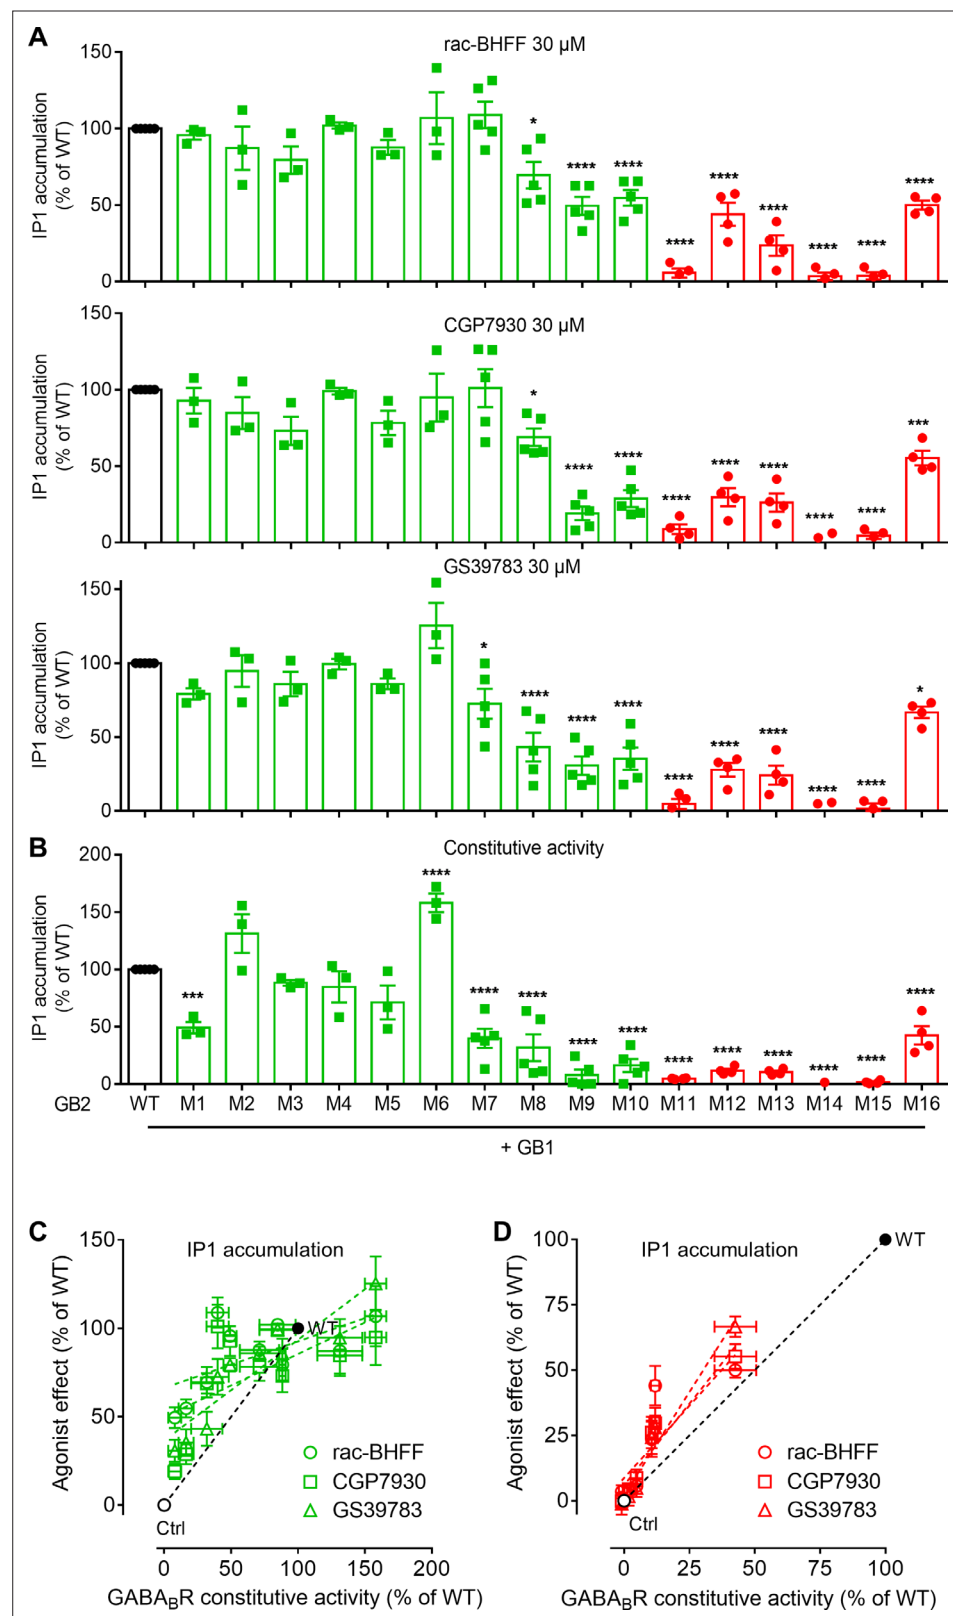 A
rac-BHFF 30 µM
IP1 accumulation
(% of WT)
150
100
50
0
*
****
****
****
****
****
****
****
****
CGP7930 30 µM
IP1 accumulation
(% of WT)
150
100
50
0
*
****
****
****
****
****
****
****
***
GS39783 30 µM
IP1 accumulation
(% of WT)
150
100
50
0
*
****
****
****
****
****
****
****
****
*
B
Constitutive activity
IP1 accumulation
(% of WT)
200
150
100
50
0
***
****
****
****
****
****
****
****
****
****
****
****
GB2 WT M1 M2 M3 M4 M5 M6 M7 M8 M9 M10 M11 M12 M13 M14 M15 M16
+ GB1
C
IP1 accumulation
Agonist effect (% of WT)
150
100
50
0
WT
rac-BHFF
CGP7930
GS39783
Ctrl
0 50 100 150 200
GABA_BR constitutive activity (% of WT)
D
IP1 accumulation
Agonist effect (% of WT)
100
75
50
25
0
WT
rac-BHFF
CGP7930
GS39783
Ctrl
0 25 50 75 100
GABA_BR constitutive activity (% of WT)